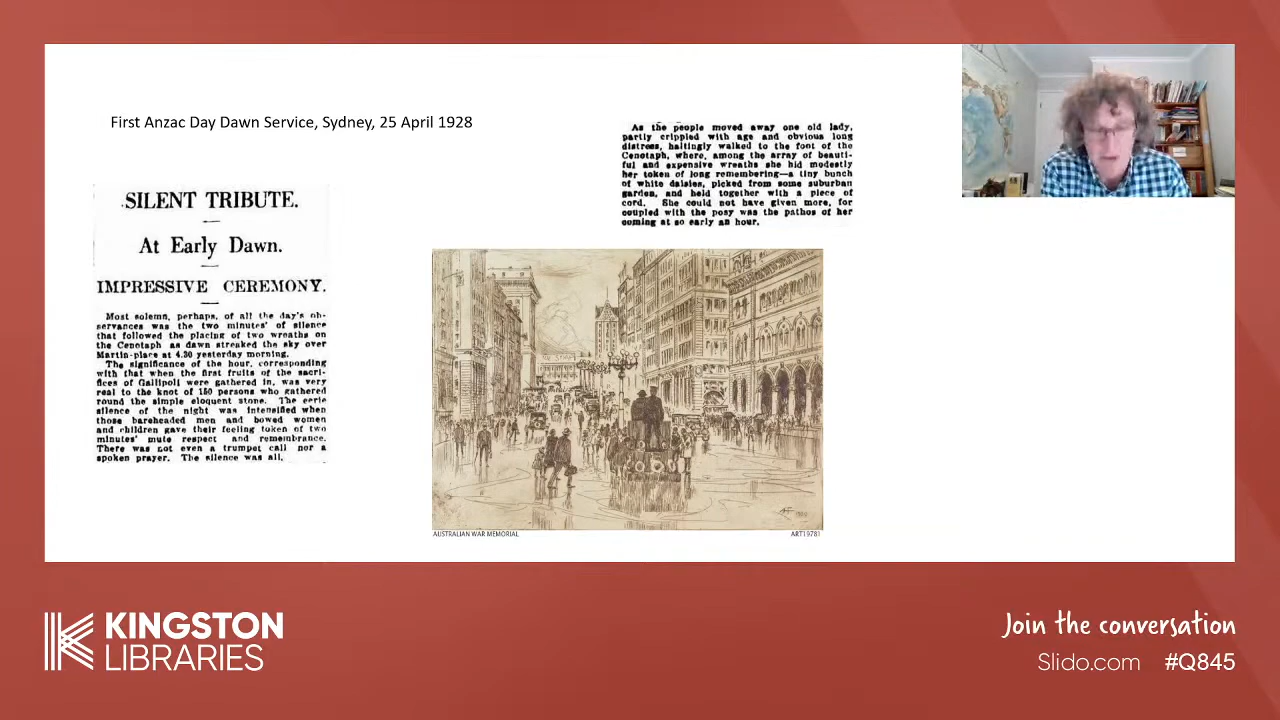 First Anzac Day Dawn Service, Sydney, 25 April 1928
SILENT TRIBUTE.
At Early Dawn.
IMPRESSIVE CEREMONY.
Most solemn, perhaps, of all the day's ob-
servances was the two minutes' of silence
that followed the placing of two wreaths on
the Cenotaph as dawn streaked the sky over
Martin-place at 4.30 yesterday morning.
The significance of the hour, corresponding
with that when the first fruits of the sacri-
fices of Gallipoli were gathered in, was very
real to the knot of 150 persons who gathered
round the simple eloquent stone. The eerie
silence of the night was intensified when
those bareheaded men and bowed women
and children gave their feeling token of two
minutes' mute respect and remembrance.
There was not even a trumpet call nor a
spoken prayer. The silence was all.
As the people moved away one old lady,
partly crippled with age and obvious long
distress, haltingly walked to the foot of the
Cenotaph, where, among the array of beauti-
ful and expensive wreaths she hid modestly
her token of long remembering—a tiny bunch
of white daisies, picked from some suburban
garden, and held together with a piece of
cord. She could not have given more, for
coupled with the posy was the pathos of her
coming at so early an hour.
AUSTRALIAN WAR MEMORIAL
ART19781
KINGSTON
LIBRARIES
Join the conversation
Slido.com #Q845